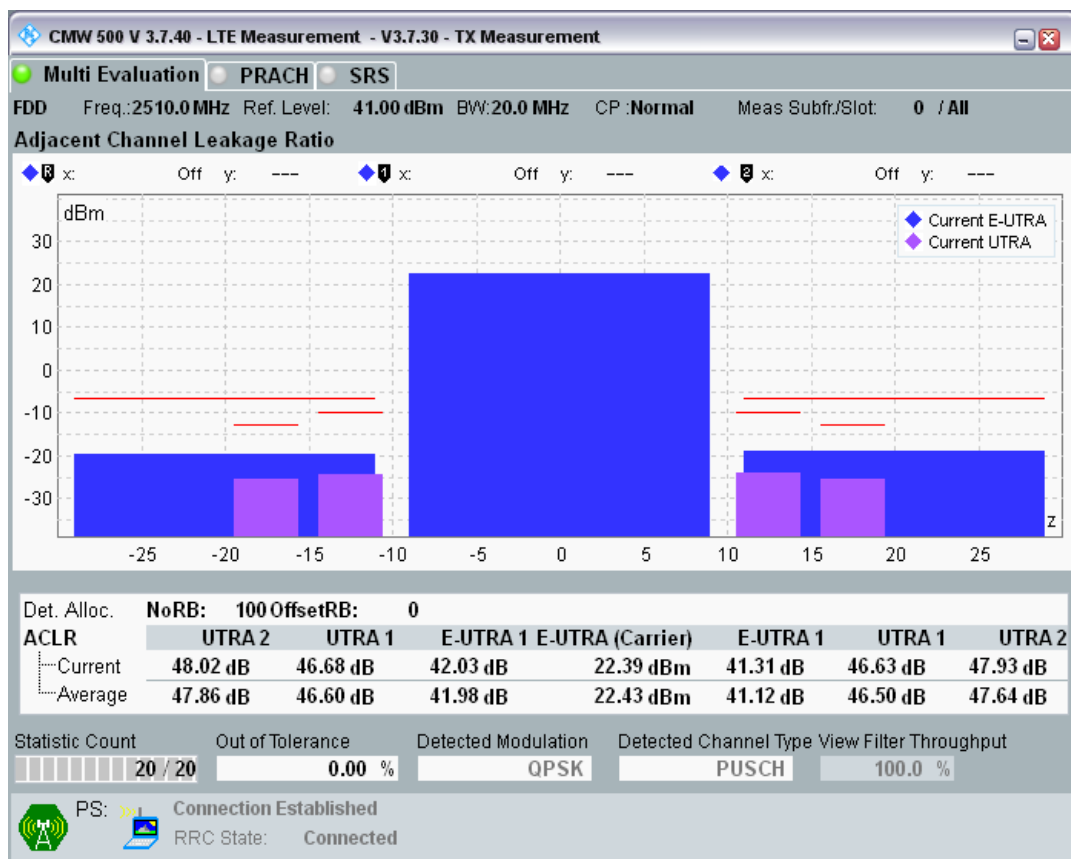 CMW 500 V 3.7.40 - LTE Measurement - V3.7.30 - TX Measurement
Multi Evaluation PRACH SRS
FDD Freq.:2510.0 MHz Ref. Level: 41.00 dBm BW:20.0 MHz CP :Normal Meas Subfr./Slot: 0 / All
Adjacent Channel Leakage Ratio
R x: Off y: --- 1 x: Off y: --- 2 x: Off y: ---
dBm
Current E-UTRA
Current UTRA
30
20
10
0
-10
-20
-30
z
-25 -20 -15 -10 -5 0 5 10 15 20 25
Det. Alloc. NoRB: 100 OffsetRB: 0
ACLR UTRA 2 UTRA 1 E-UTRA 1 E-UTRA (Carrier) E-UTRA 1 UTRA 1 UTRA 2
Current 48.02 dB 46.68 dB 42.03 dB 22.39 dBm 41.31 dB 46.63 dB 47.93 dB
Average 47.86 dB 46.60 dB 41.98 dB 22.43 dBm 41.12 dB 46.50 dB 47.64 dB
Statistic Count Out of Tolerance Detected Modulation Detected Channel Type View Filter Throughput
20 / 20 0.00 % QPSK PUSCH 100.0 %
PS: Connection Established
RRC State: Connected